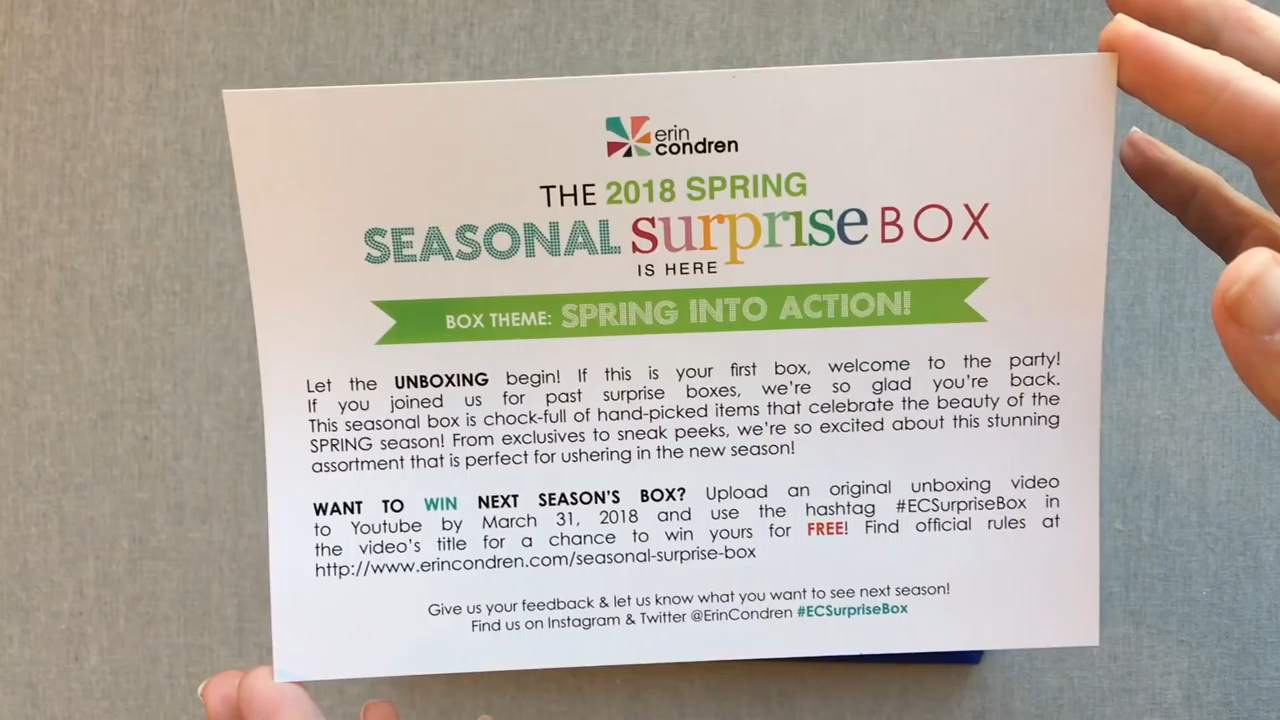 erin
condren
THE 2018 SPRING
SEASONAL surprise BOX
IS HERE
BOX THEME: SPRING INTO ACTION!
Let the UNBOXING begin! If this is your first box, welcome to the party!
If you joined us for past surprise boxes, we're so glad you're back.
This seasonal box is chock-full of hand-picked items that celebrate the beauty of the
SPRING season! From exclusives to sneak peeks, we're so excited about this stunning
assortment that is perfect for ushering in the new season!
WANT TO WIN NEXT SEASON'S BOX? Upload an original unboxing video
to Youtube by March 31, 2018 and use the hashtag #ECSurpriseBox in
the video's title for a chance to win yours for FREE! Find official rules at
http://www.erincondren.com/seasonal-surprise-box
Give us your feedback & let us know what you want to see next season!
Find us on Instagram & Twitter @ErinCondren #ECSurpriseBox